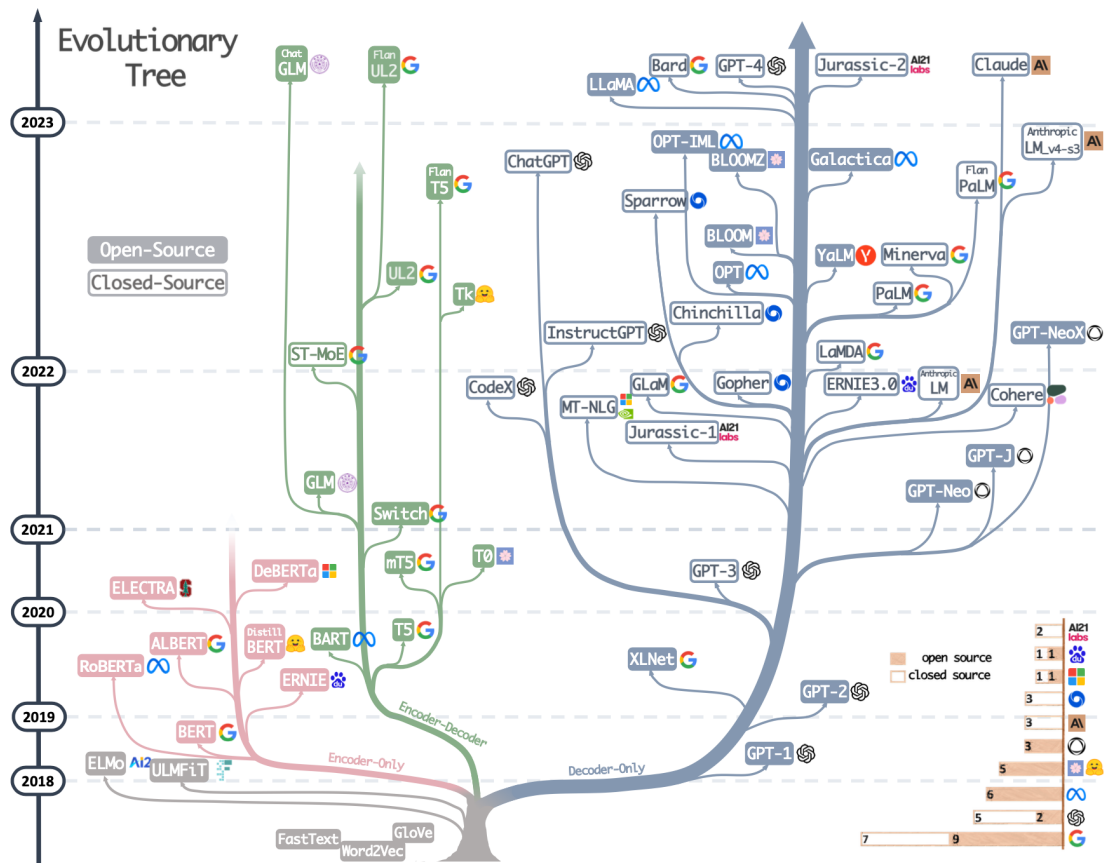 Evolutionary
Tree
Chat
GLM
Flan
UL2
Bard
GPT-4
Jurassic-2
AI21
labs
Claude
A\
LLaMA
2023
OPT-IML
BLOOMZ
Galactica
Anthropic
LM_v4-s3
A\
ChatGPT
Flan
T5
Flan
PaLM
Sparrow
Open-Source
Closed-Source
BLOOM
UL2
OPT
YaLM
Y
Minerva
Tk
PaLM
Chinchilla
InstructGPT
GPT-NeoX
ST-MoE
LaMDA
2022
CodeX
GLaM
Gopher
ERNIE3.0
Anthropic
LM
A\
Cohere
MT-NLG
Jurassic-1
AI21
labs
GPT-J
GLM
GPT-Neo
Switch
2021
mT5
T0
DeBERTa
ELECTRA
GPT-3
2020
ALBERT
Distill
BERT
BART
T5
RoBERTa
ERNIE
XLNet
GPT-2
2019
BERT
Encoder-Decoder
GPT-1
ELMo
Ai2
ULMFiT
Encoder-Only
Decoder-Only
2018
FastText
Word2Vec
GloVe
open source
closed source
2
AI21
labs
1 1
1 1
3
3
A\
3
5
6
5 2
7 9